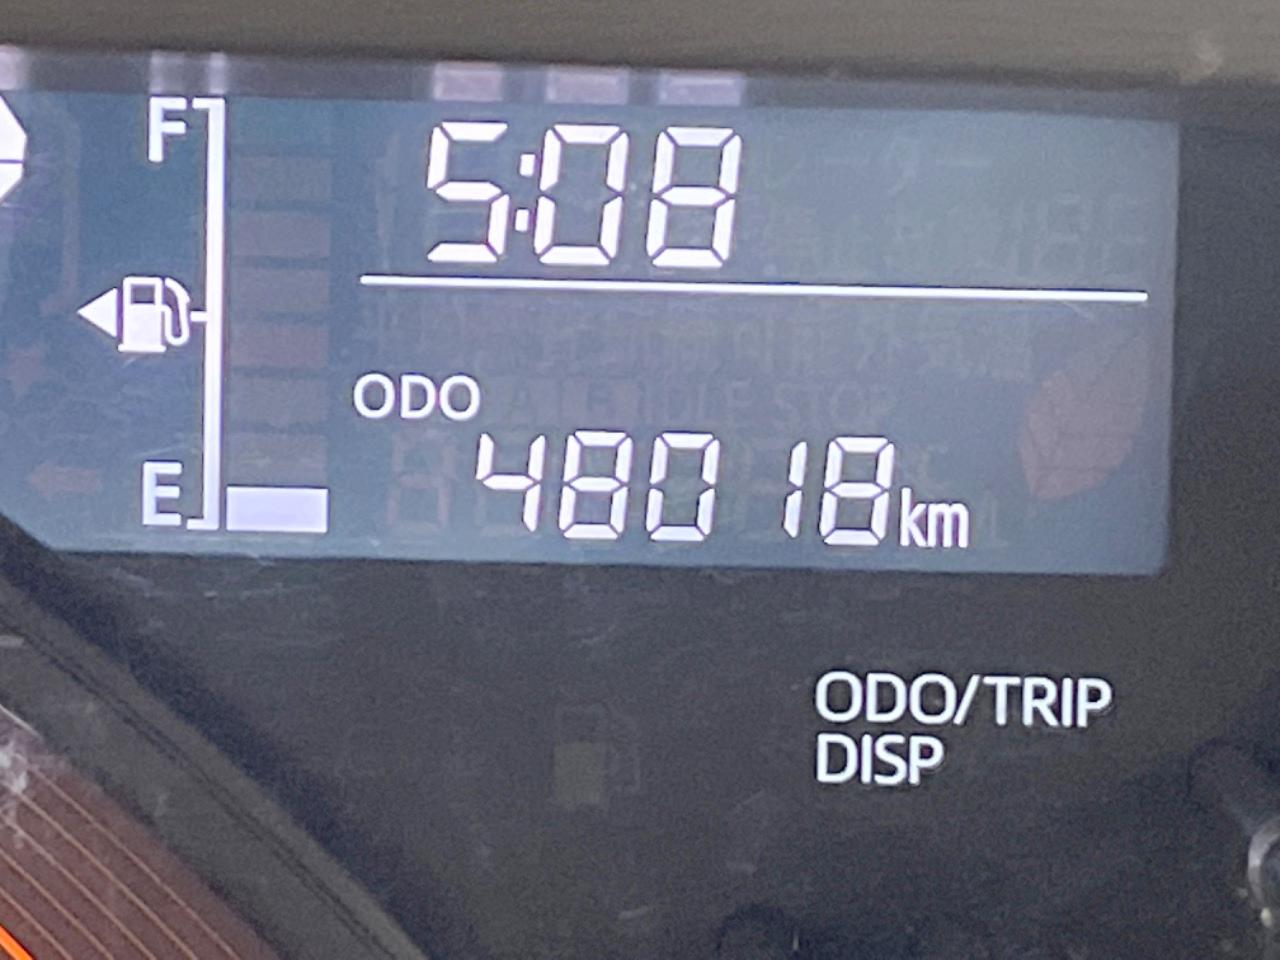 F
5:08
ODO
E
48018km
ODO/TRIP
DISP